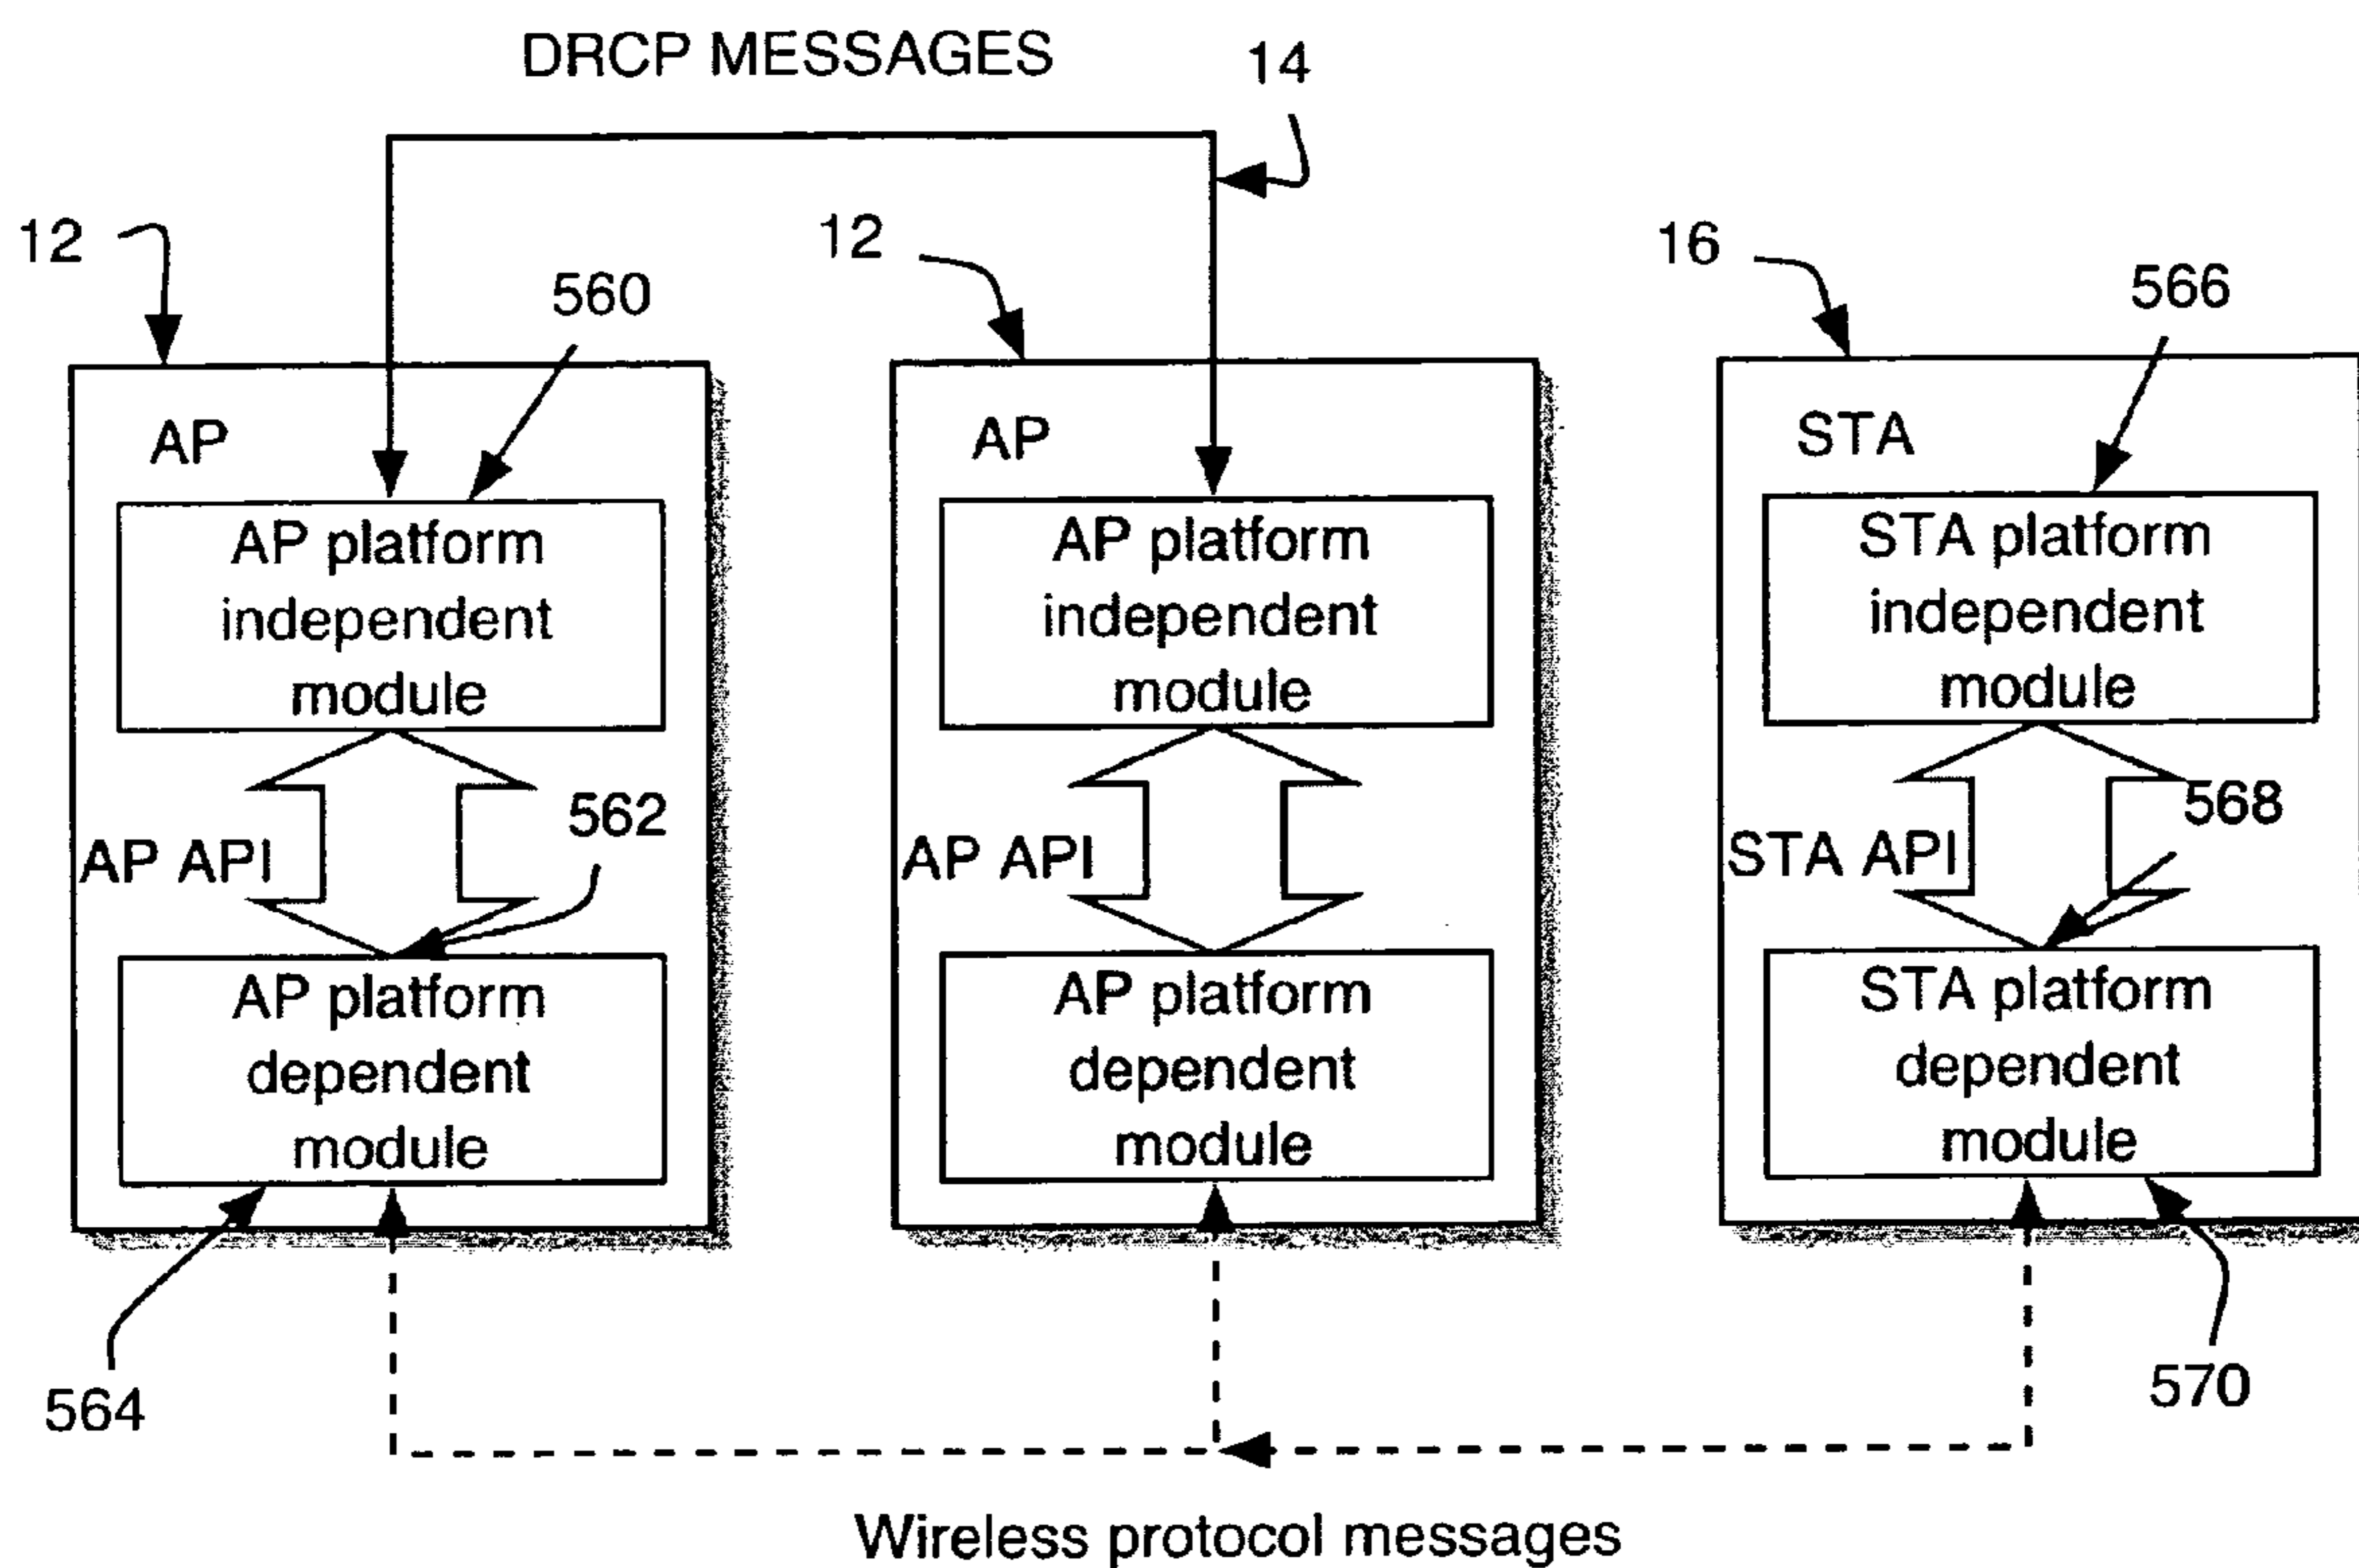 DRCP MESSAGES
14
12
12
16
560
566
AP
AP
STA
AP platform
independent
module
AP platform
independent
module
STA platform
independent
module
562
568
AP API
AP API
STA API
AP platform
dependent
module
AP platform
dependent
module
STA platform
dependent
module
564
570
Wireless protocol messages